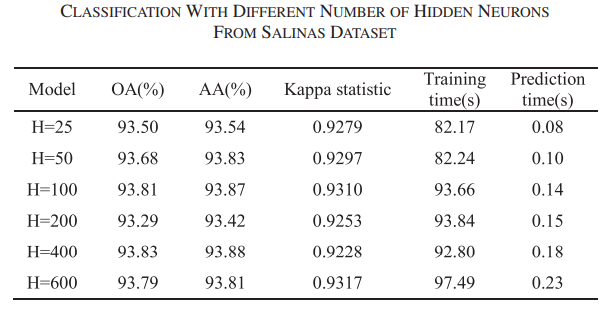 CLASSIFICATION WITH DIFFERENT NUMBER OF HIDDEN NEURONS
FROM SALINAS DATASET
Model OA(%) AA(%) Kappa statistic Training time(s) Prediction time(s)
H=25 93.50 93.54 0.9279 82.17 0.08
H=50 93.68 93.83 0.9297 82.24 0.10
H=100 93.81 93.87 0.9310 93.66 0.14
H=200 93.29 93.42 0.9253 93.84 0.15
H=400 93.83 93.88 0.9228 92.80 0.18
H=600 93.79 93.81 0.9317 97.49 0.23